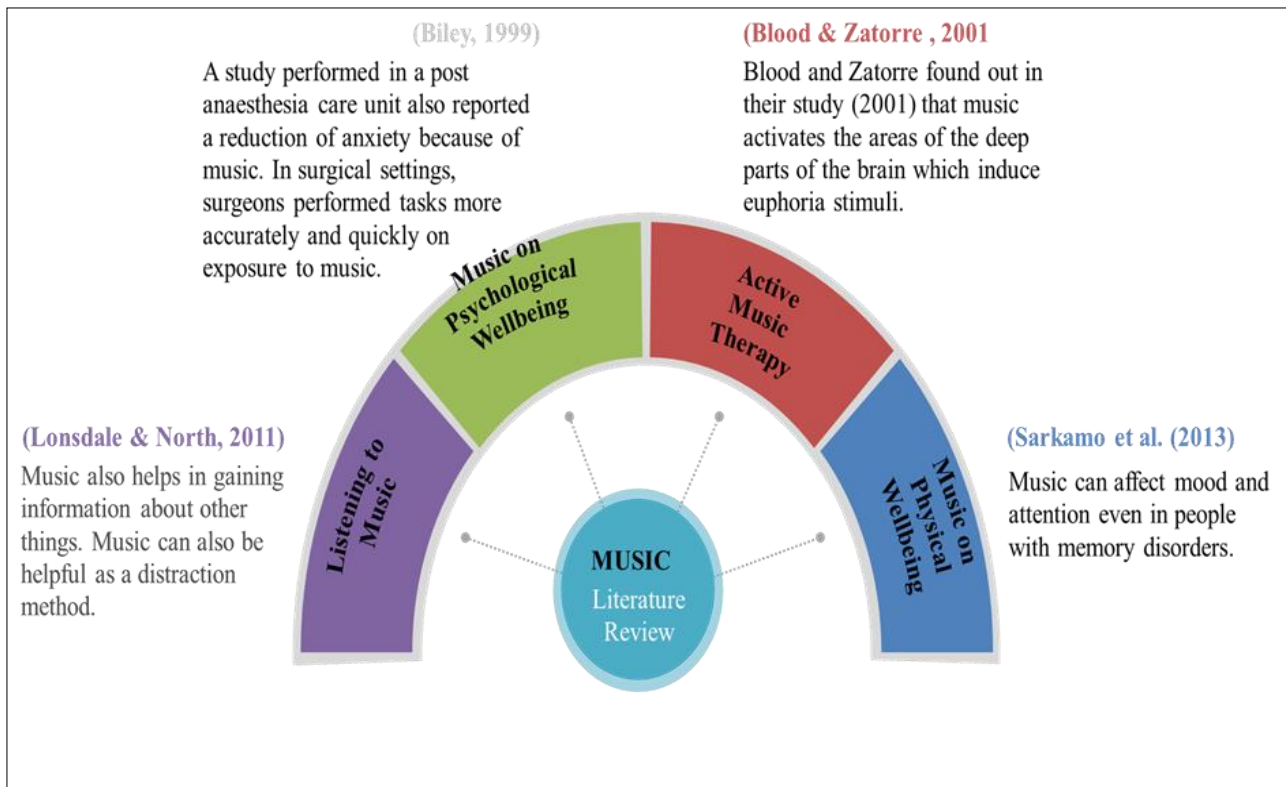 (Biley, 1999)
A study performed in a post
anaesthesia care unit also reported
a reduction of anxiety because of
music. In surgical settings,
surgeons performed tasks more
accurately and quickly on
exposure to music.
(Blood & Zatorre , 2001
Blood and Zatorre found out in
their study (2001) that music
activates the areas of the deep
parts of the brain which induce
euphoria stimuli.
Music on
Psychological
Wellbeing
Active
Music
Therapy
(Lonsdale & North, 2011)
Music also helps in gaining
information about other
things. Music can also be
helpful as a distraction
method.
Listening to
Music
Music on
Physical
Wellbeing
(Sarkamo et al. (2013)
Music can affect mood and
attention even in people
with memory disorders.
MUSIC
Literature
Review